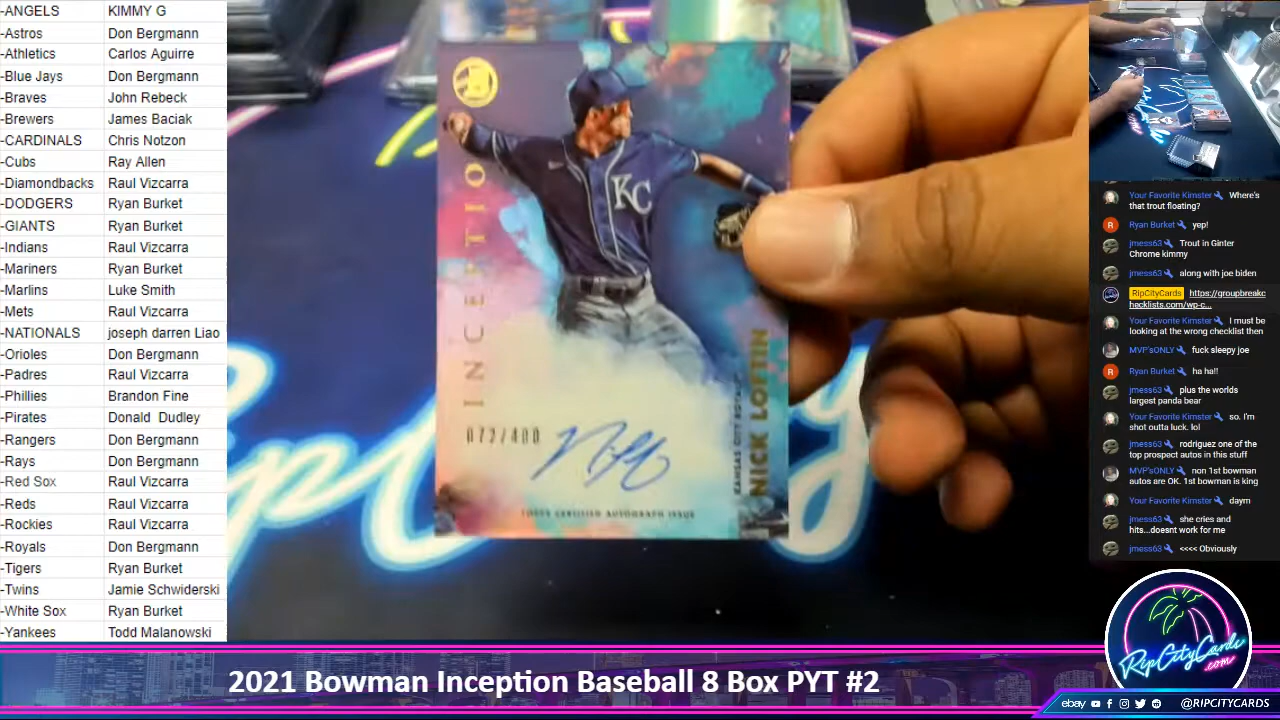 -ANGELS KIMMY G
-Astros Don Bergmann
-Athletics Carlos Aguirre
-Blue Jays Don Bergmann
-Braves John Rebeck
-Brewers James Baciak
-CARDINALS Chris Notzon
-Cubs Ray Allen
-Diamondbacks Raul Vizcarra
-DODGERS Ryan Burket
-GIANTS Ryan Burket
-Indians Raul Vizcarra
-Mariners Ryan Burket
-Marlins Luke Smith
-Mets Raul Vizcarra
-NATIONALS joseph darren Liao
-Orioles Don Bergmann
-Padres Raul Vizcarra
-Phillies Brandon Fine
-Pirates Donald Dudley
-Rangers Don Bergmann
-Rays Don Bergmann
-Red Sox Raul Vizcarra
-Reds Raul Vizcarra
-Rockies Raul Vizcarra
-Royals Don Bergmann
-Tigers Ryan Burket
-Twins Jamie Schwiderski
-White Sox Ryan Burket
-Yankees Todd Malanowski
INCEPTION
KC
072/400
TOPPS CERTIFIED AUTOGRAPH ISSUE
KANSAS CITY ROYALS
NICK LOFTIN
Your Favorite Kimster Where's
that trout floating?
Ryan Burket yep!
jmess63 Trout in Ginter
Chrome kimmy
jmess63 along with joe biden
RipCityCards https://groupbreakc
hecklists.com/wp-c...
Your Favorite Kimster I must be
looking at the wrong checklist then
MVP'sONLY fuck sleepy joe
Ryan Burket ha ha!!
jmess63 plus the worlds
largest panda bear
Your Favorite Kimster so. I'm
shot outta luck. lol
jmess63 rodriguez one of the
top prospect autos in this stuff
MVP'sONLY non 1st bowman
autos are OK. 1st bowman is king
Your Favorite Kimster daym
jmess63 she cries and
hits...doesnt work for me
jmess63 <<<< Obviously
RipCityCards
.com
2021 Bowman Inception Baseball 8 Box PYT #2
ebay @RIPCITYCARDS